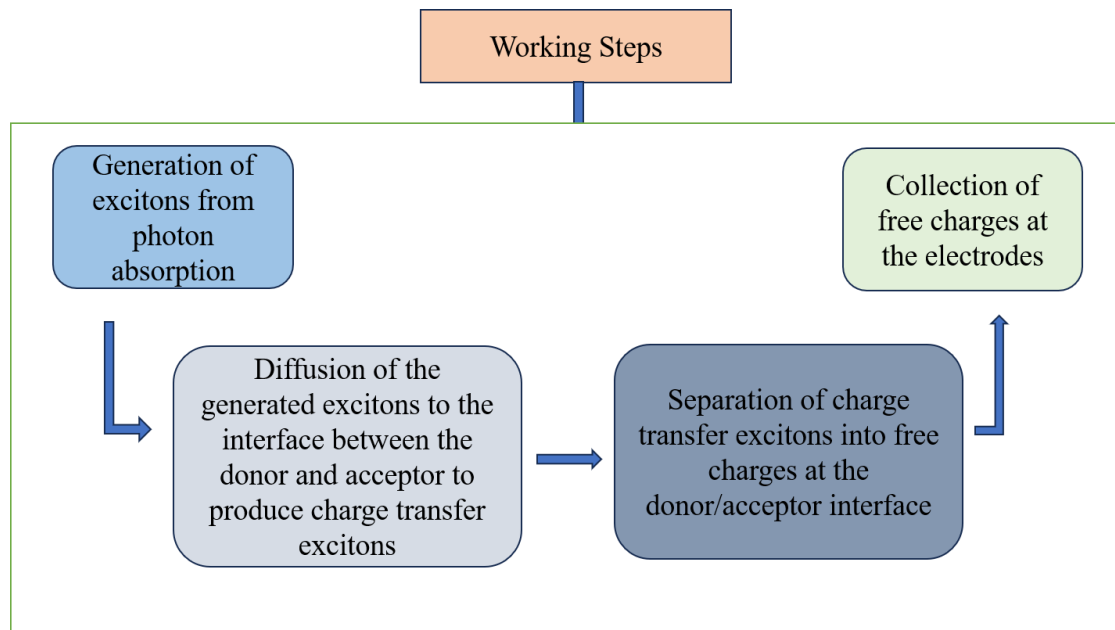 Working Steps
Generation of
excitons from
photon
absorption
Diffusion of the
generated excitons to the
interface between the
donor and acceptor to
produce charge transfer
excitons
Separation of charge
transfer excitons into free
charges at the
donor/acceptor interface
Collection of
free charges at
the electrodes